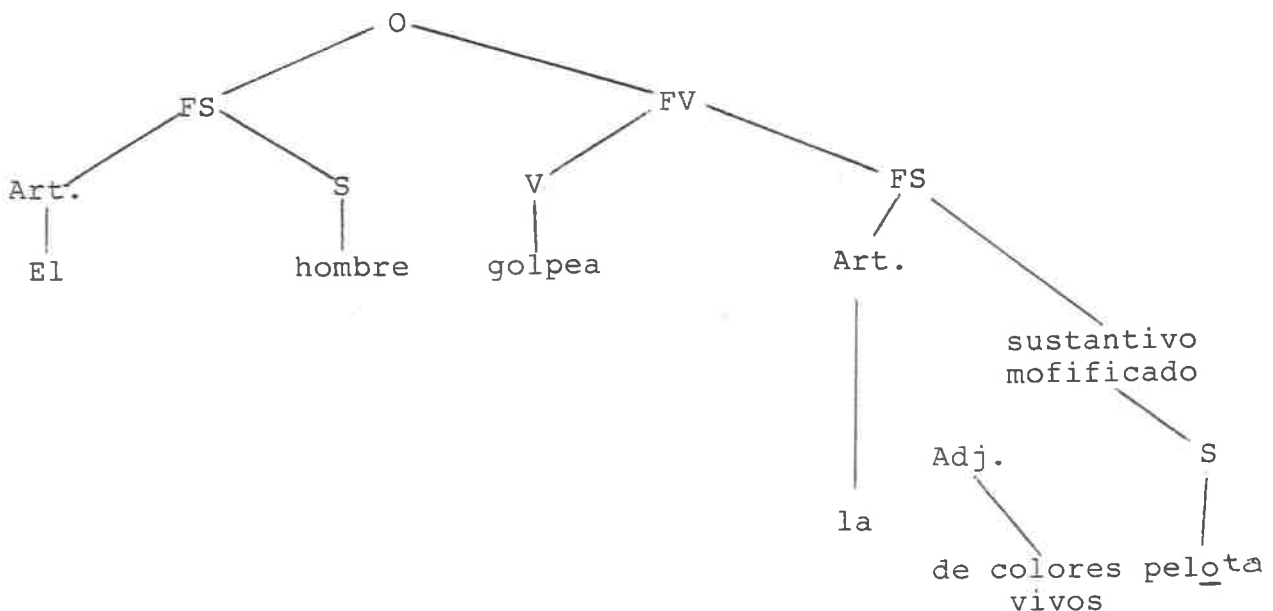 O
FS FV
Art. S V FS
El hombre golpea Art.
sustantivo
mofificado
Adj. S
la
de colores pelota
vivos